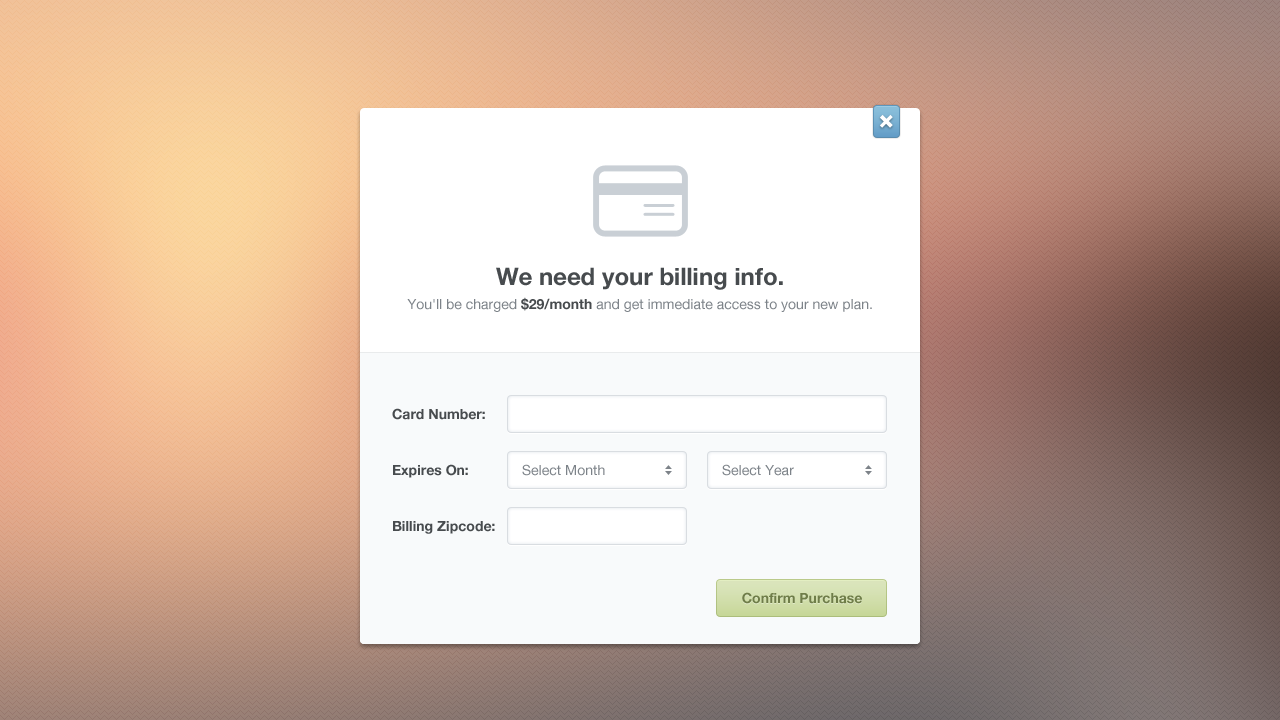 We need your billing info.
You'll be charged $29/month and get immediate access to your new plan.
Card Number:
Expires On: Select Month Select Year
Billing Zipcode:
Confirm Purchase